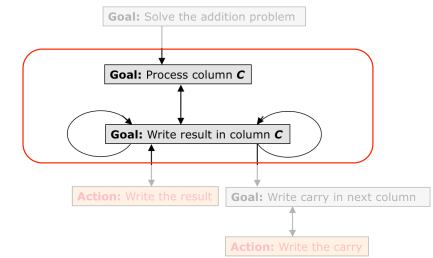 Goal: Solve the addition problem
Goal: Process column C
Goal: Write result in column C
Action: Write the result
Goal: Write carry in next column
Action: Write the carry